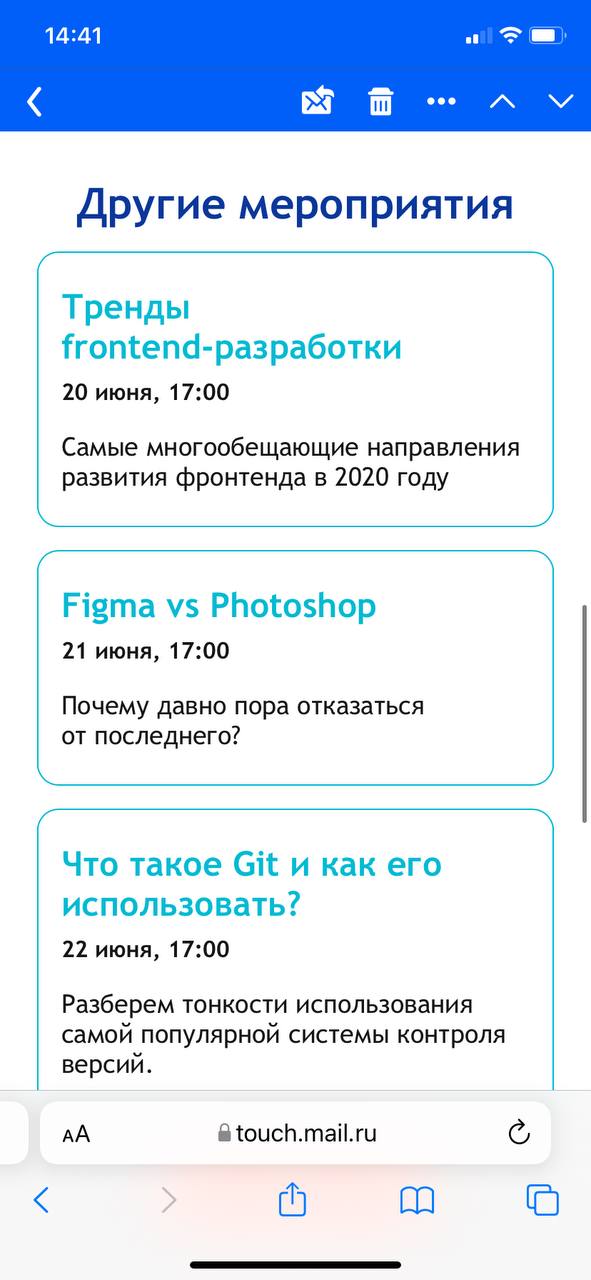 14:41
Другие мероприятия
Тренды
frontend-разработки
20 июня, 17:00
Самые многообещающие направления
развития фронтенда в 2020 году
Figma vs Photoshop
21 июня, 17:00
Почему давно пора отказаться
от последнего?
Что такое Git и как его
использовать?
22 июня, 17:00
Разберем тонкости использования
самой популярной системы контроля
версий.
AA touch.mail.ru